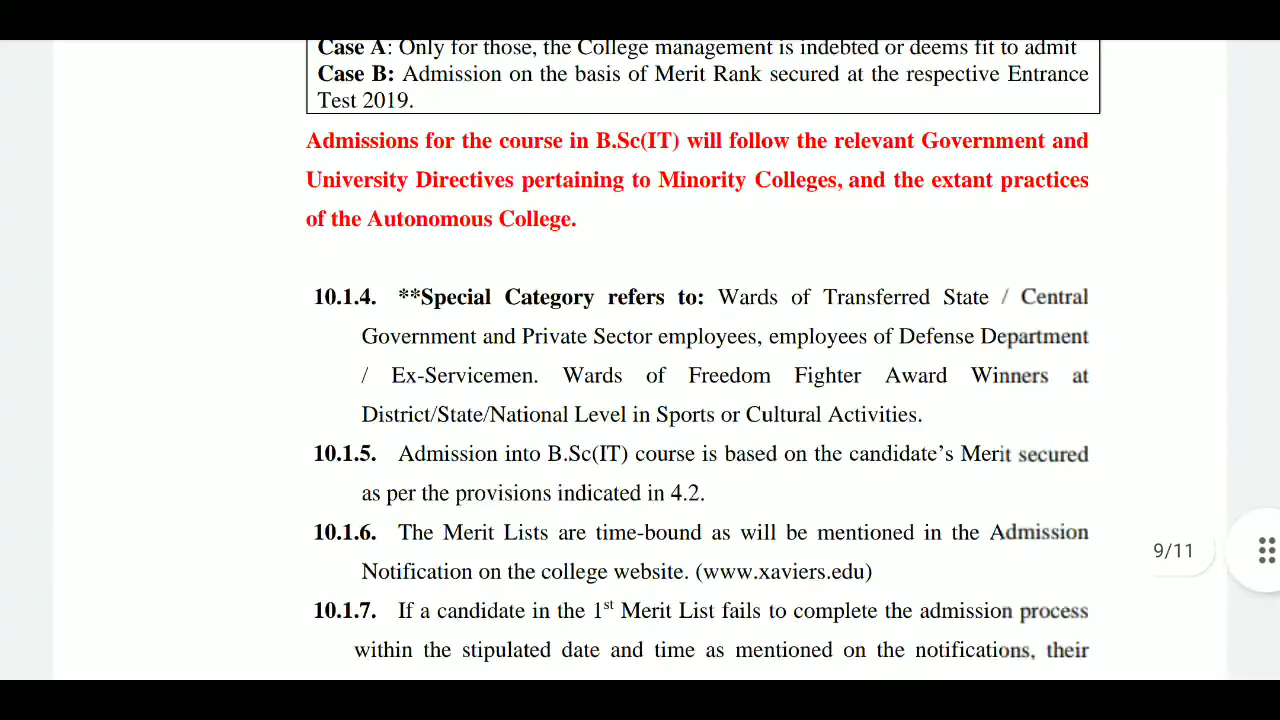 Case A: Only for those, the College management is indebted or deems fit to admit
Case B: Admission on the basis of Merit Rank secured at the respective Entrance
Test 2019.
Admissions for the course in B.Sc(IT) will follow the relevant Government and
University Directives pertaining to Minority Colleges, and the extant practices
of the Autonomous College.
10.1.4. **Special Category refers to: Wards of Transferred State / Central
Government and Private Sector employees, employees of Defense Department
/ Ex-Servicemen. Wards of Freedom Fighter Award Winners at
District/State/National Level in Sports or Cultural Activities.
10.1.5. Admission into B.Sc(IT) course is based on the candidate's Merit secured
as per the provisions indicated in 4.2.
10.1.6. The Merit Lists are time-bound as will be mentioned in the Admission
Notification on the college website. (www.xaviers.edu)
10.1.7. If a candidate in the 1st Merit List fails to complete the admission process
within the stipulated date and time as mentioned on the notifications, their
9/11